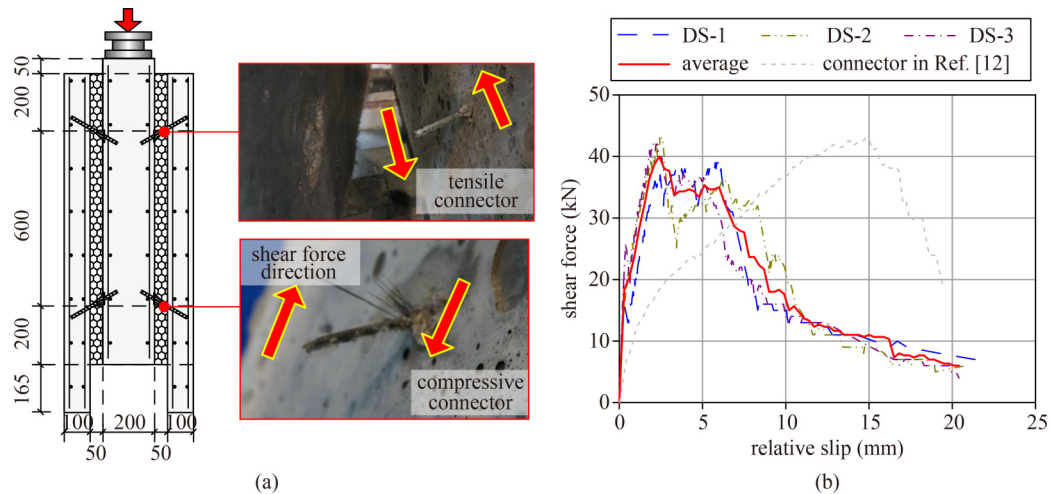 50
200
600
200
165
100
200
100
50
50
tensile
connector
shear force
direction
compressive
connector
(a)
DS-1
DS-2
DS-3
average
connector in Ref. [12]
50
40
30
20
10
0
shear force (kN)
0
5
10
15
20
25
relative slip (mm)
(b)